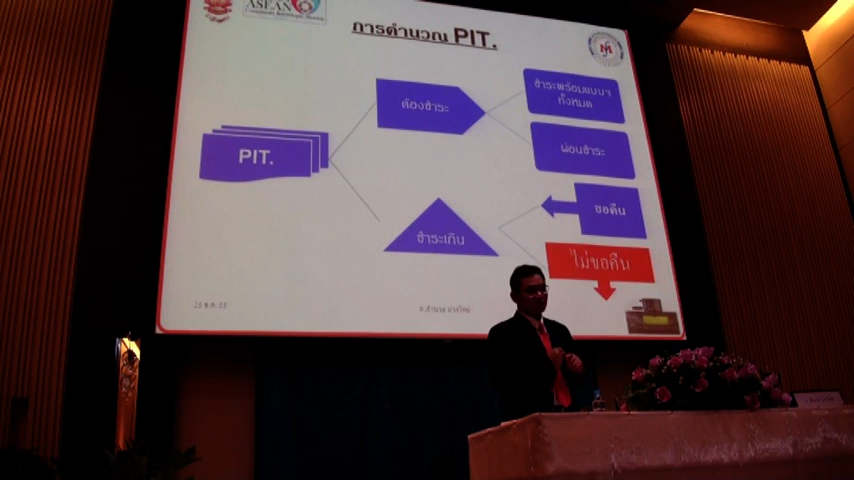 ASEAN
การคำนวณ PIT.
PIT.
ต้องชำระ
ชำระพร้อมแบบฯ
ทั้งหมด
ผ่อนชำระ
ชำระเกิน
ขอคืน
ไม่ขอคืน